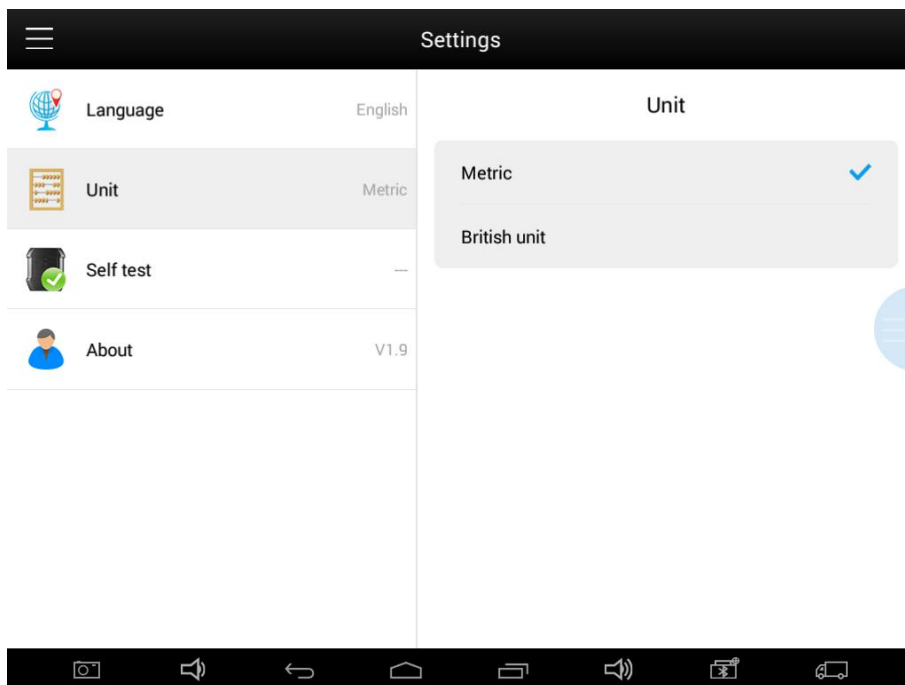 Settings
Language English
Unit Metric
Self test ---
About V1.9
Unit
Metric
British unit